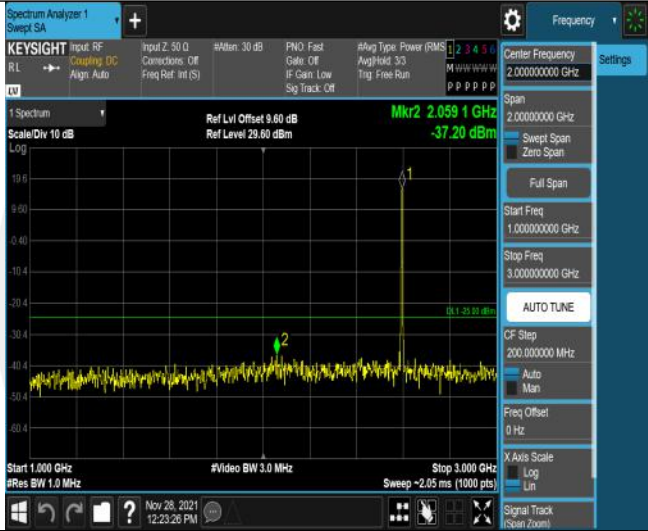 Spectrum Analyzer 1
Swept SA
+
Frequency
KEYSIGHT
RL
LV
Input: RF
Coupling: DC
Align: Auto
Input Z: 50 Ω
Corrections: Off
Freq Ref: Int (S)
#Atten: 30 dB
PNO: Fast
Gate: Off
IF Gain: Low
Sig Track: Off
#Avg Type: Power (RMS
Avg|Hold: 3/3
Trig: Free Run
1 2 3 4 5 6
M W W W W W
P P P P P P
1 Spectrum
Scale/Div 10 dB
Log
Ref Lvl Offset 9.60 dB
Ref Level 29.60 dBm
Mkr2 2.059 1 GHz
-37.20 dBm
19.6
9.60
-0.40
-10.4
-20.4
-30.4
-40.4
-50.4
-60.4
1
DL1 -25.00 dBm
2
Start 1.000 GHz
#Res BW 1.0 MHz
#Video BW 3.0 MHz
Stop 3.000 GHz
Sweep ~2.05 ms (1000 pts)
?
Nov 28, 2021
12:23:26 PM
Center Frequency
2.000000000 GHz
Span
2.00000000 GHz
Swept Span
Zero Span
Full Span
Start Freq
1.000000000 GHz
Stop Freq
3.000000000 GHz
AUTO TUNE
CF Step
200.000000 MHz
Auto
Man
Freq Offset
0 Hz
X Axis Scale
Log
Lin
Signal Track
(Span Zoom)
Settings